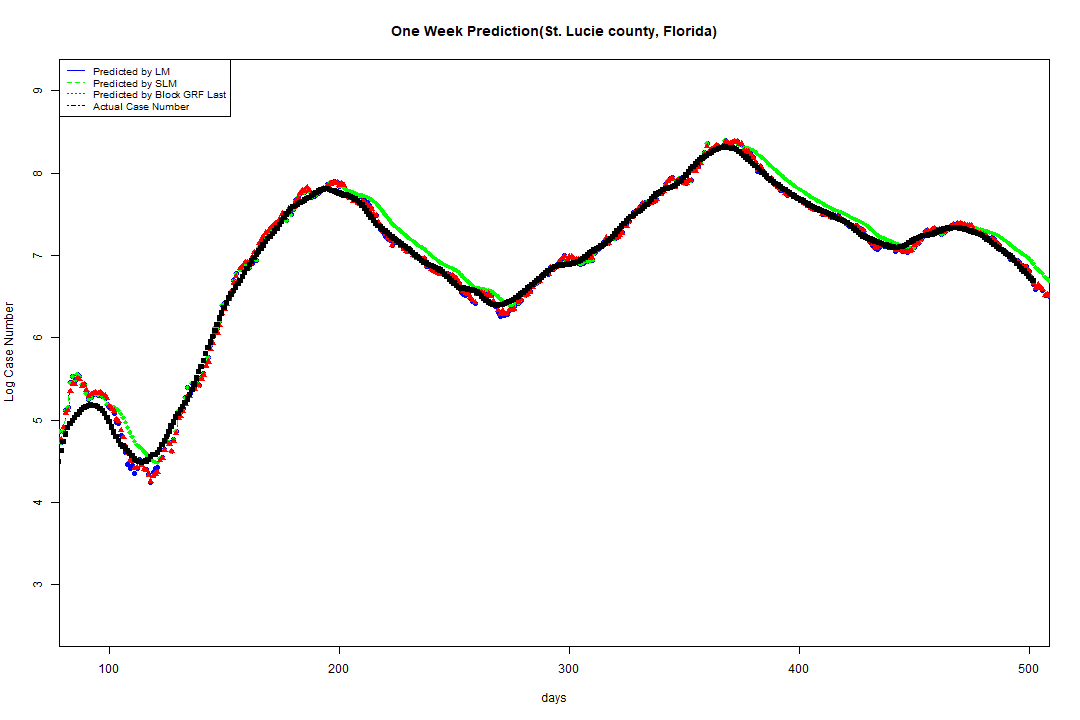 One Week Prediction(St. Lucie county, Florida)
Predicted by LM
Predicted by SLM
Predicted by Block GRF Last
Actual Case Number
9
8
7
6
5
4
3
Log Case Number
100 200 300 400 500
days